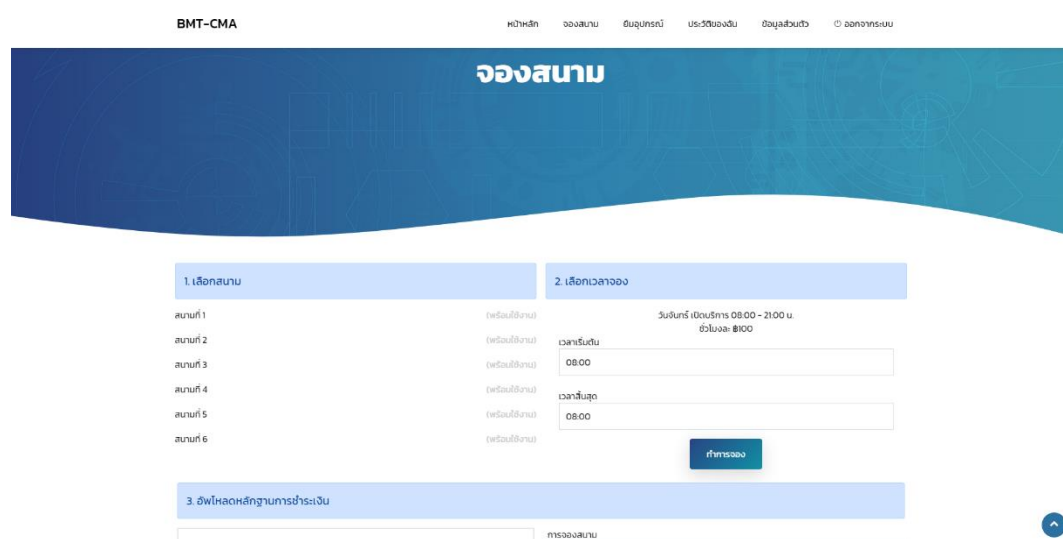 BMT-CMA
หน้าหลัก จองสนาม ยืมอุปกรณ์ ประวัติของฉัน ข้อมูลส่วนตัว ออกจากระบบ
จองสนาม
1. เลือกสนาม
สนามที่ 1 (พร้อมใช้งาน)
สนามที่ 2 (พร้อมใช้งาน)
สนามที่ 3 (พร้อมใช้งาน)
สนามที่ 4 (พร้อมใช้งาน)
สนามที่ 5 (พร้อมใช้งาน)
สนามที่ 6 (พร้อมใช้งาน)
2. เลือกเวลาจอง
วันจันทร์ เปิดบริการ 08:00 - 21:00 น.
ชั่วโมงละ ฿100
เวลาเริ่มต้น
08:00
เวลาสิ้นสุด
08:00
ทำการจอง
3. อัพโหลดหลักฐานการชำระเงิน
การจองสนาม